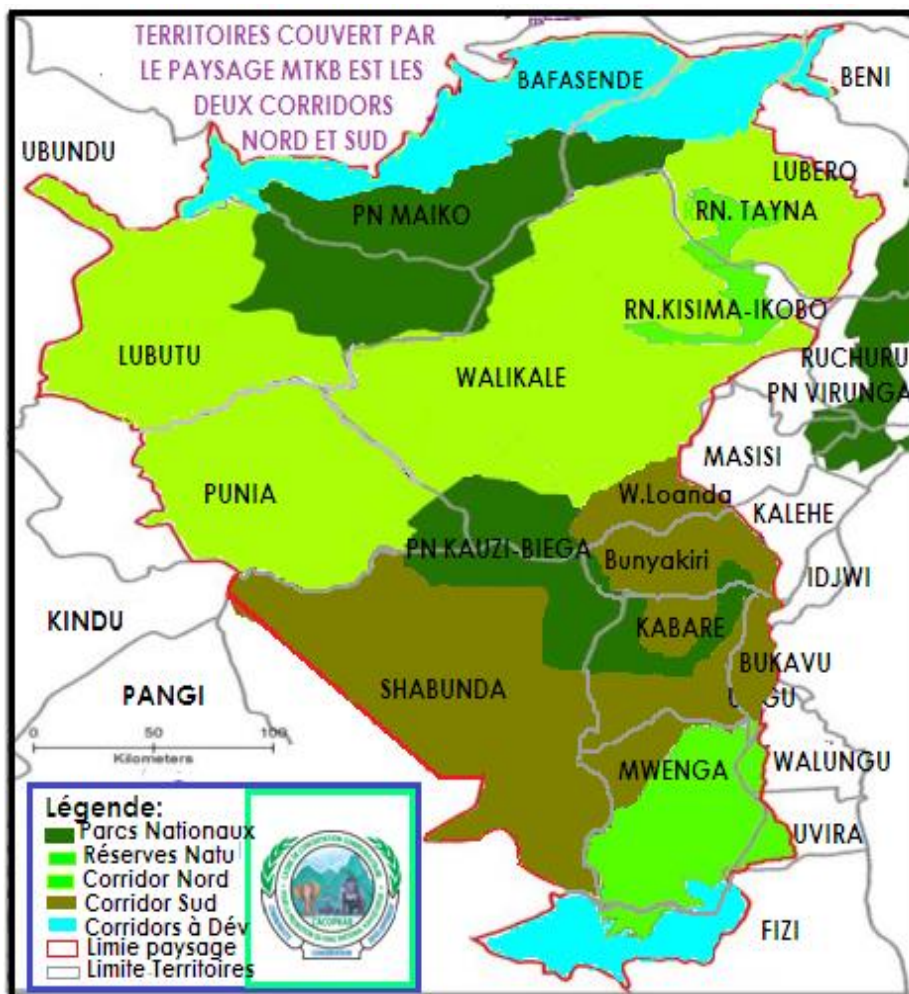 TERRITOIRES COUVERT PAR
LE PAYSAGE MTKB EST LES
DEUX CORRIDORS
NORD ET SUD
BAFASENDE
BENI
UBUNDU
LUBERO
PN MAIKO
RN. TAYNA
RN.KISIMA-IKOBO
LUBUTU
WALIKALE
RUCHURU
PN VIRUNGA
MASISI
PUNIA
W.Loanda
KALEHE
PN KAUZI-BIEGA
Bunyakiri
IDJWI
KINDU
KABARE
BUKAVU
PANGI
SHABUNDA
0 50 100
Kilometers
MWENGA
WALUNGU
UVIRA
FIZI
Légende:
Parcs Nationaux
Réserves Natu
Corridor Nord
Corridor Sud
Corridors à Dév
Limie paysage
Limite Territoires